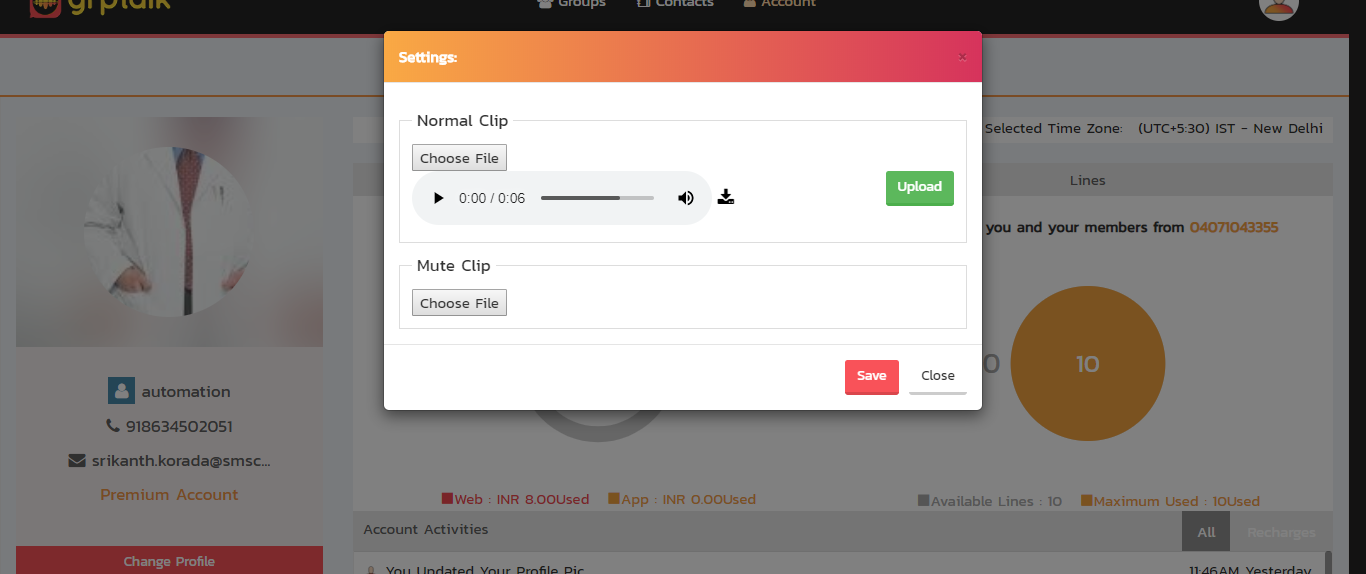 grptalk
Groups
Contacts
Account
Settings:
×
Normal Clip
Choose File
0:00 / 0:06
Upload
Mute Clip
Choose File
Save
Close
Selected Time Zone: (UTC+5:30) IST - New Delhi
Lines
you and your members from 04071043355
0
10
automation
918634502051
srikanth.korada@smsc...
Premium Account
Change Profile
Web : INR 8.00Used
App : INR 0.00Used
Available Lines : 10
Maximum Used : 10Used
Account Activities
All
Recharges
You Updated Your Profile Pic
11:46AM Yesterday